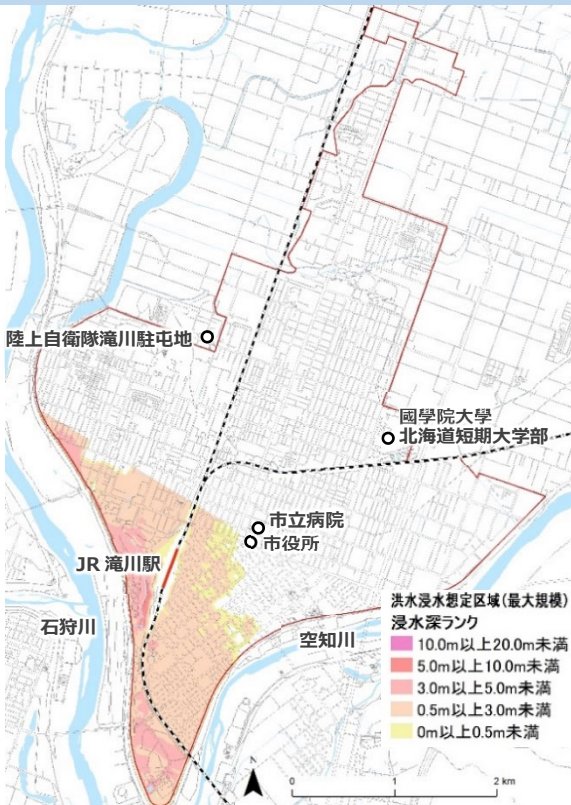 陸上自衛隊滝川駐屯地
國學院大學
北海道短期大学部
市立病院
市役所
JR 滝川駅
石狩川
空知川
洪水浸水想定区域(最大規模)
浸水深ランク
10.0m以上20.0m未満
5.0m以上10.0m未満
3.0m以上5.0m未満
0.5m以上3.0m未満
0m以上0.5m未満
N
0 1 2 km